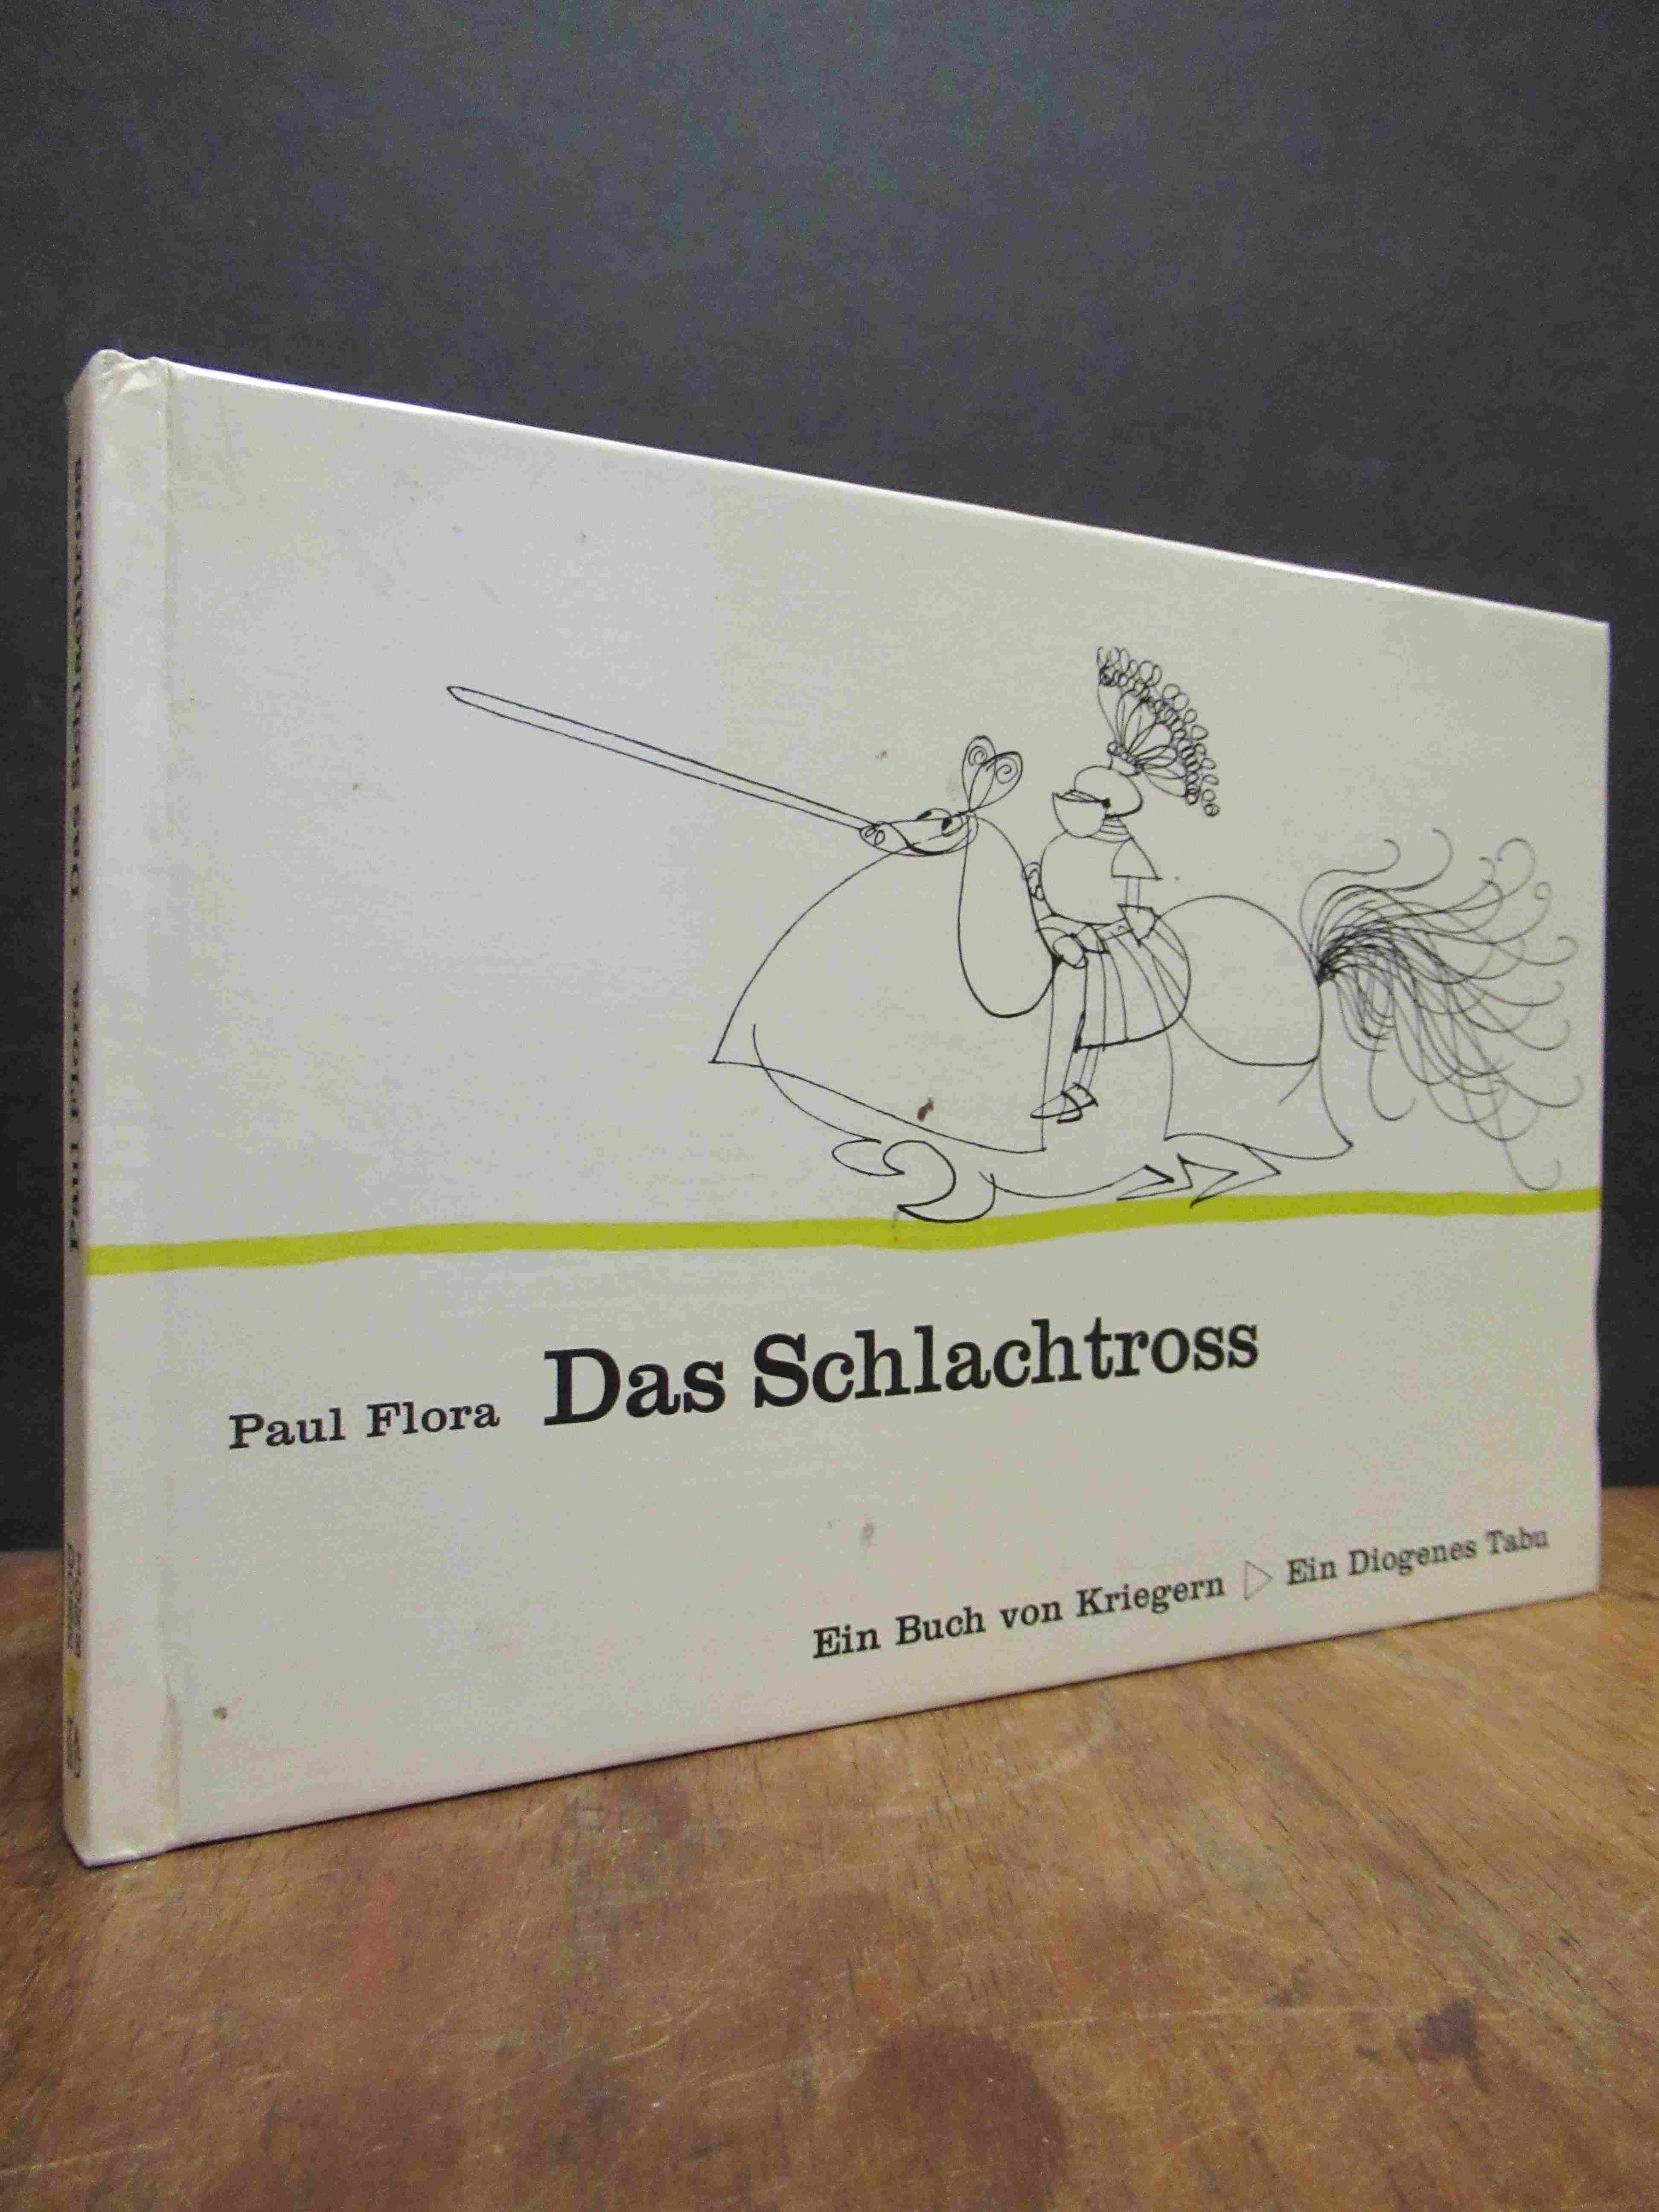 Paul Flora Das Schlachtross
Ein Buch von Kriegern ▷ Ein Diogenes Tabu
Paul Flora · Das Schlachtross